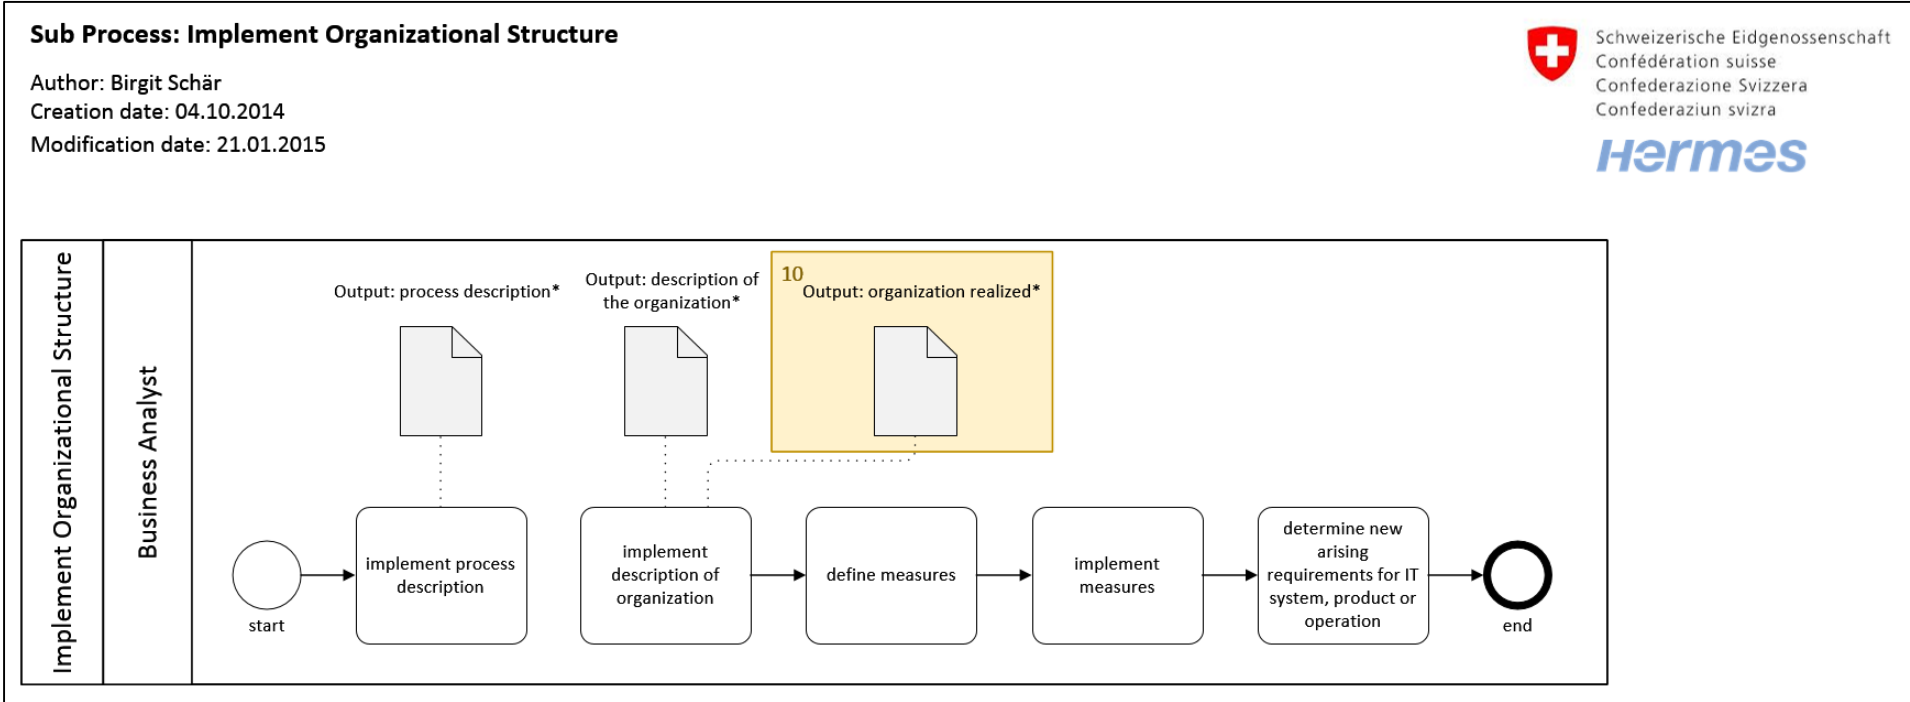 Sub Process: Implement Organizational Structure
Author: Birgit Schär
Creation date: 04.10.2014
Modification date: 21.01.2015
Schweizerische Eidgenossenschaft
Confédération suisse
Confederazione Svizzera
Confederaziun svizra
Hermes
Implement Organizational Structure
Business Analyst
Output: process description*
Output: description of
the organization*
10
Output: organization realized*
start
implement process
description
implement
description of
organization
define measures
implement
measures
determine new
arising
requirements for IT
system, product or
operation
end